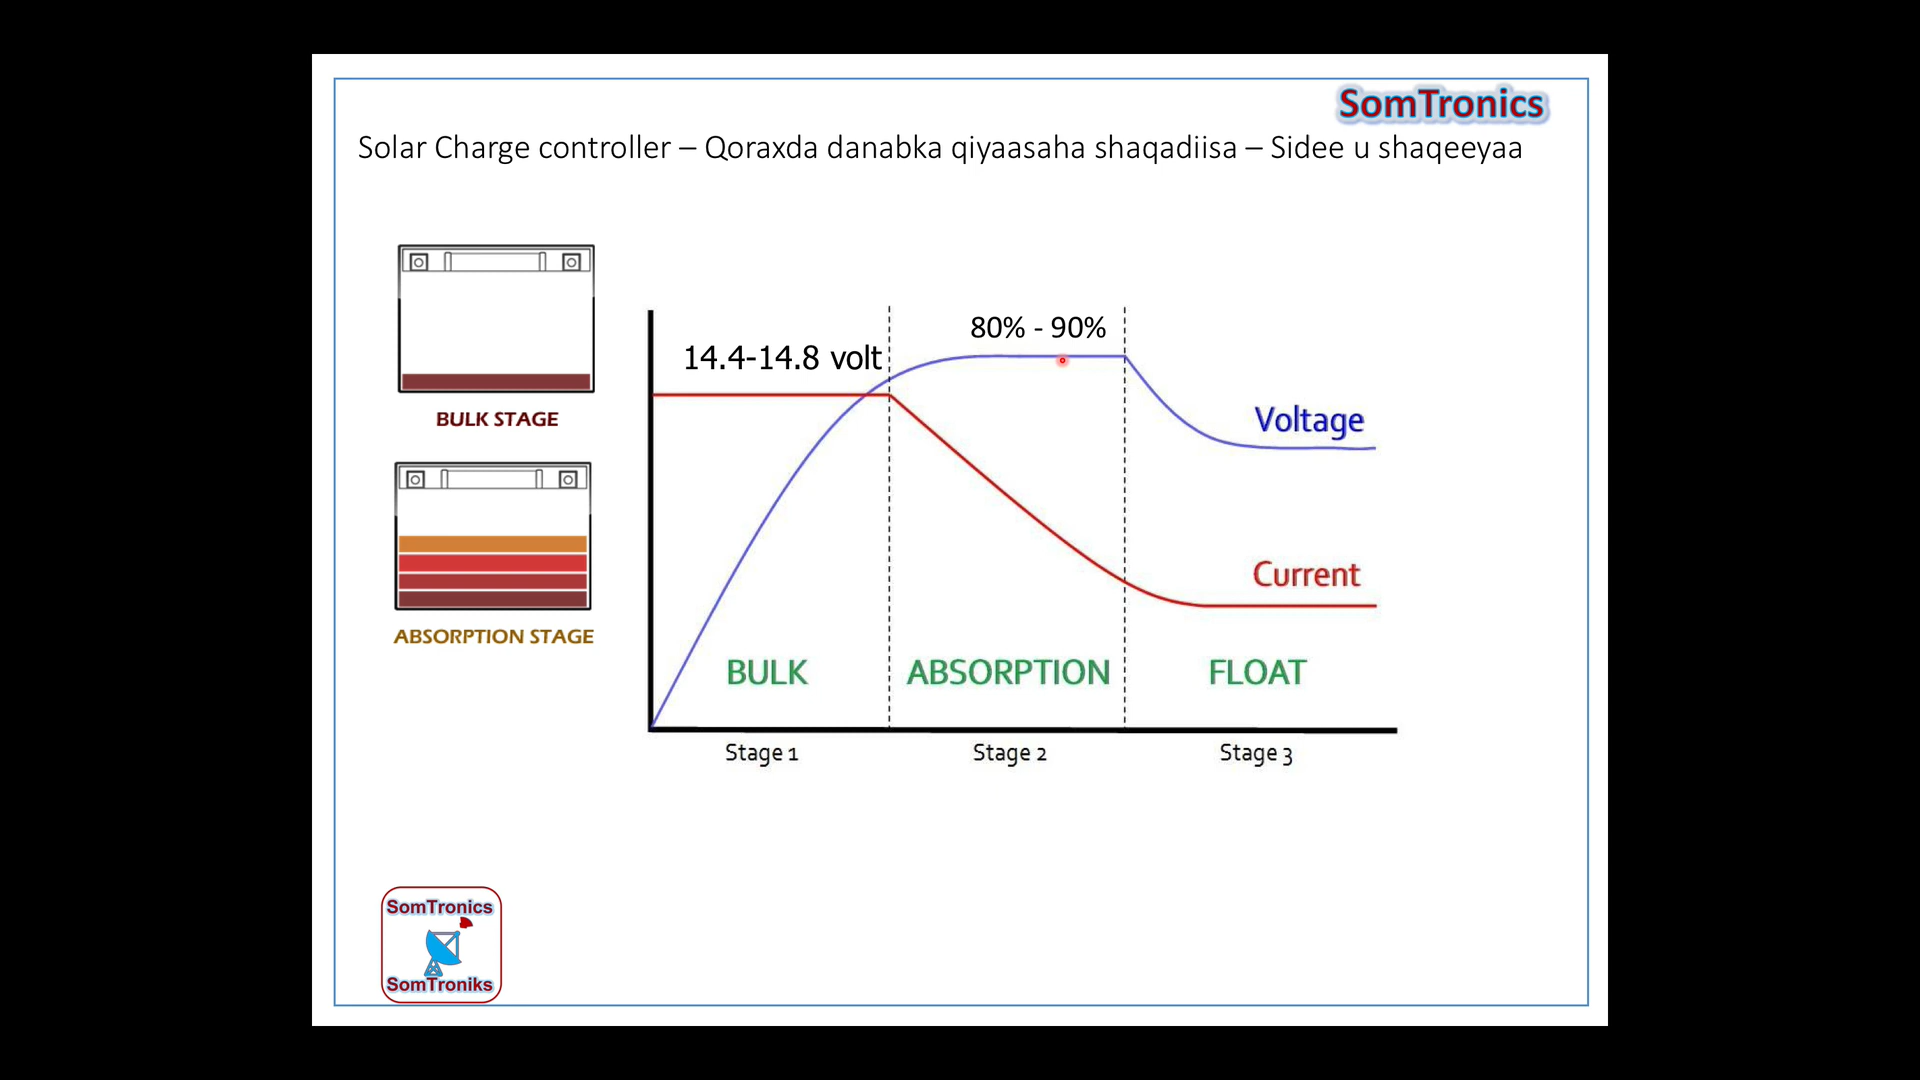 SomTronics
Solar Charge controller – Qoraxda danabka qiyaasaha shaqadiisa – Sidee u shaqeeyaa
BULK STAGE
ABSORPTION STAGE
14.4-14.8 volt
80% - 90%
Voltage
Current
BULK
ABSORPTION
FLOAT
Stage 1
Stage 2
Stage 3
SomTronics
SomTroniks